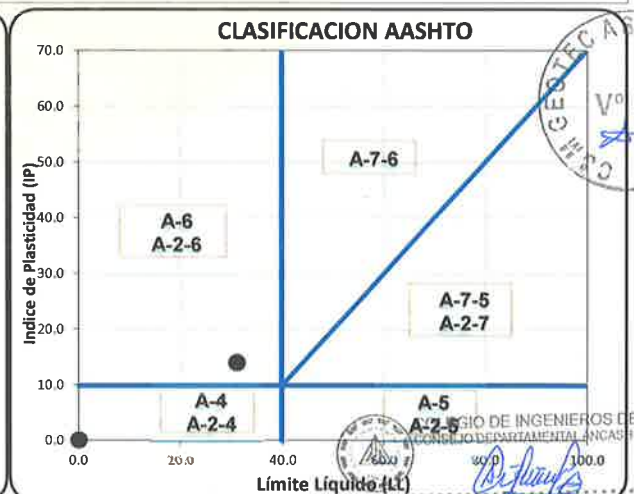 CLASIFICACION AASHTO
70.0
60.0
50.0
40.0
30.0
20.0
10.0
0.0
Indice de Plasticidad (IP)
A-7-6
A-6
A-2-6
A-7-5
A-2-7
A-4
A-2-4
A-5
A-2-5
0.0
20.0
40.0
60.0
80.0
100.0
Límite Líquido (LL)
GEOTEC
V°
GIO DE INGENIEROS DE
CONSEJO DEPARTAMENTAL ANCASH